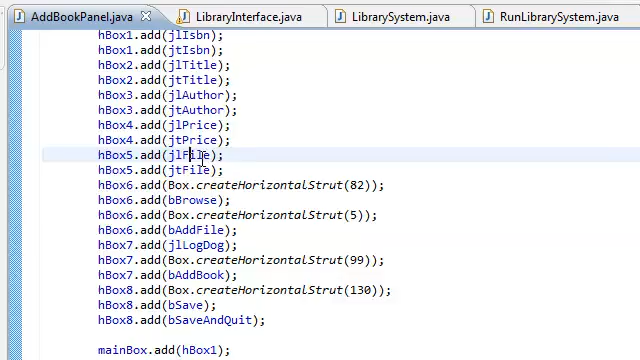 AddBookPanel.java LibraryInterface.java LibrarySystem.java RunLibrarySystem.java
hBox1.add(jlIsbn);
hBox1.add(jtIsbn);
hBox2.add(jlTitle);
hBox2.add(jtTitle);
hBox3.add(jlAuthor);
hBox3.add(jtAuthor);
hBox4.add(jlPrice);
hBox4.add(jtPrice);
hBox5.add(jlFile);
hBox5.add(jtFile);
hBox6.add(Box.createHorizontalStrut(82));
hBox6.add(bBrowse);
hBox6.add(Box.createHorizontalStrut(5));
hBox6.add(bAddFile);
hBox7.add(jlLogDog);
hBox7.add(Box.createHorizontalStrut(99));
hBox7.add(bAddBook);
hBox8.add(Box.createHorizontalStrut(130));
hBox8.add(bSave);
hBox8.add(bSaveAndQuit);
mainBox.add(hBox1);